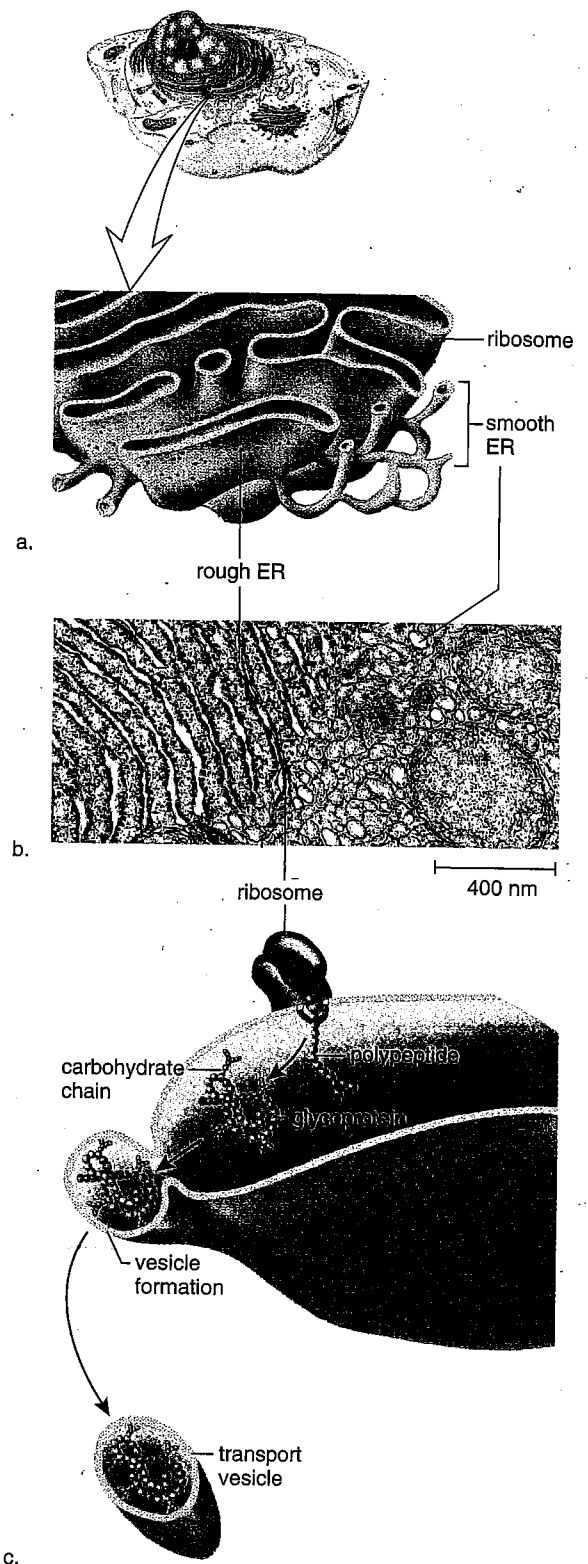 ribosome
smooth
ER
a.
rough ER
b.
400 nm
ribosome
polypeptide
carbohydrate
chain
glycoprotein
vesicle
formation
transport
vesicle
c.